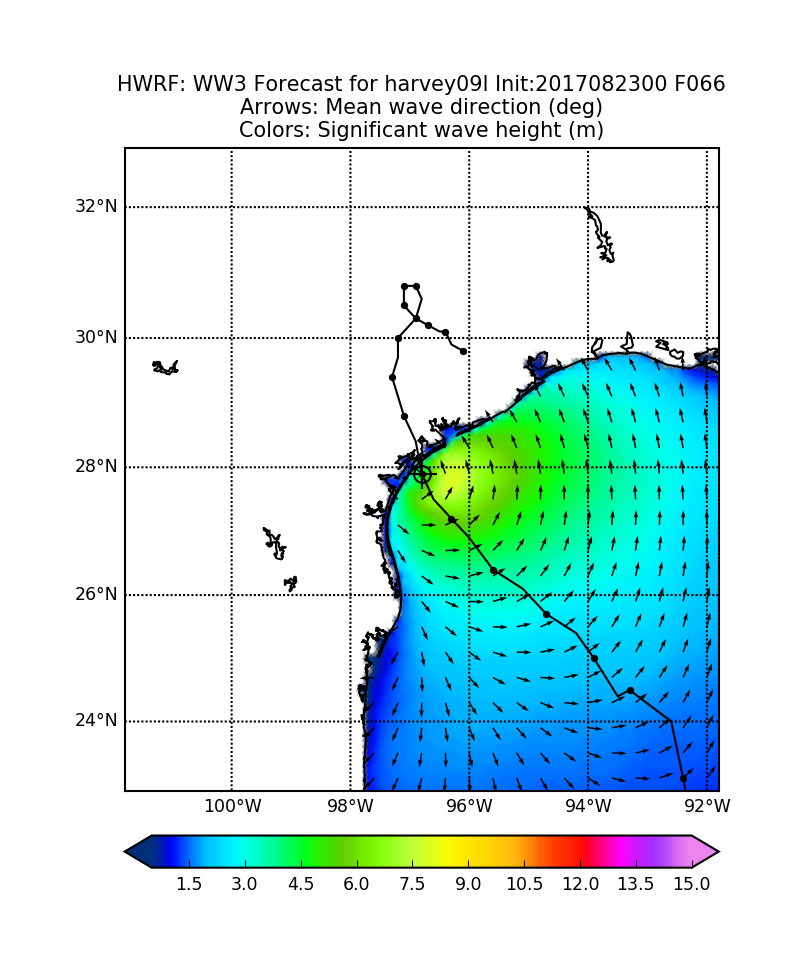 HWRF: WW3 Forecast for harvey09l Init:2017082300 F066
Arrows: Mean wave direction (deg)
Colors: Significant wave height (m)
32°N
30°N
28°N
26°N
24°N
100°W 98°W 96°W 94°W 92°W
1.5 3.0 4.5 6.0 7.5 9.0 10.5 12.0 13.5 15.0